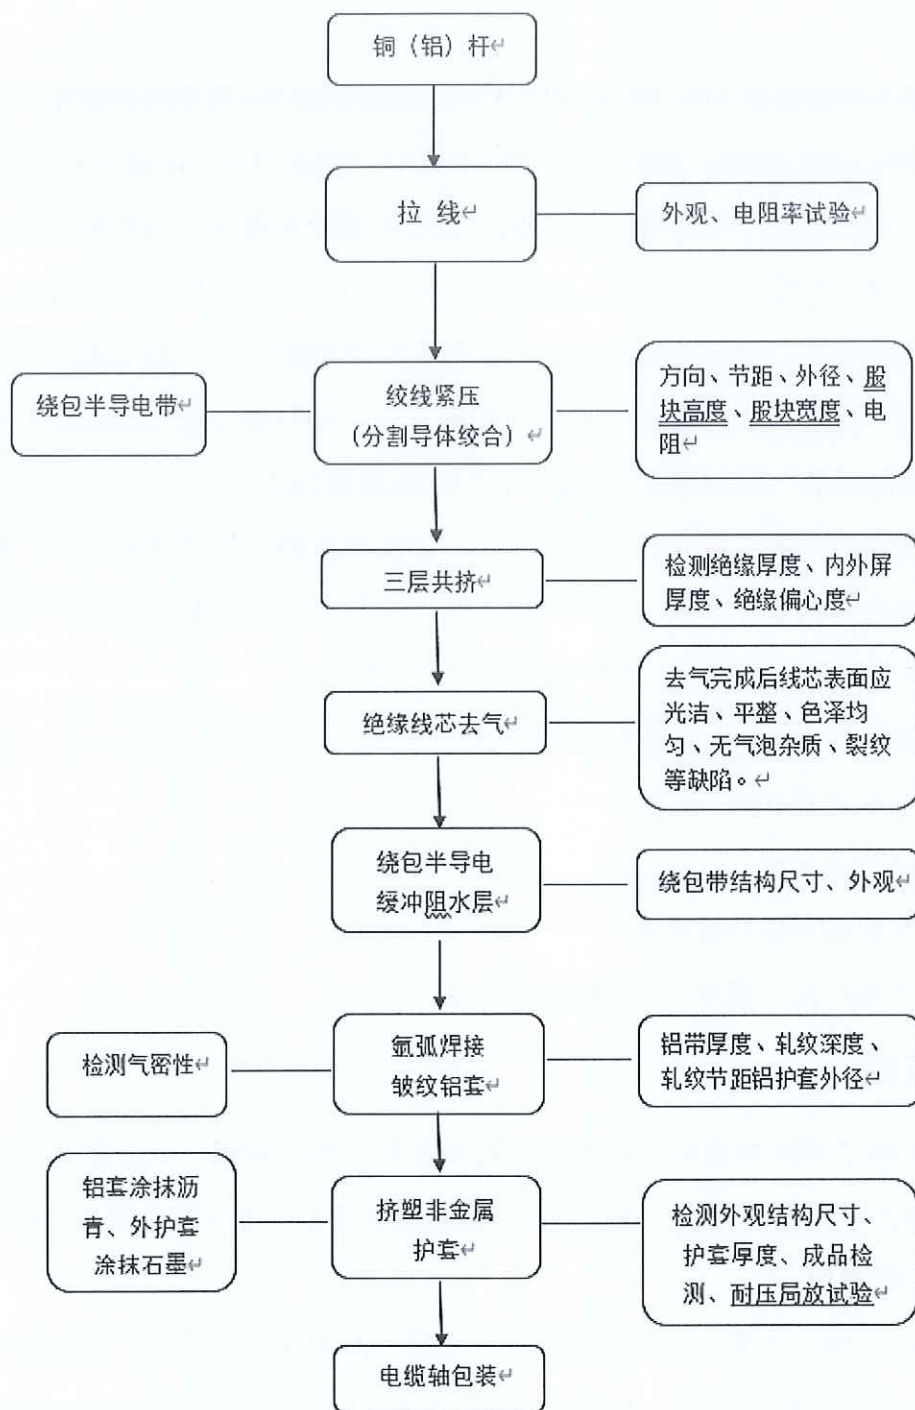 铜（铝）杆↵
拉 线↵
外观、电阻率试验↵
绕包半导电带↵
绞线紧压
（分割导体绞合）↵
方向、节距、外径、股
块高度、股块宽度、电
阻↵
三层共挤↵
检测绝缘厚度、内外屏
厚度、绝缘偏心度↵
绝缘线芯去气↵
去气完成后线芯表面应
光洁、平整、色泽均
匀、无气泡杂质、裂纹
等缺陷。↵
绕包半导电
缓冲阻水层↵
绕包带结构尺寸、外观↵
检测气密性↵
氩弧焊接
皱纹铝套↵
铝带厚度、轧纹深度、
轧纹节距铝护套外径↵
铝套涂抹沥
青、外护套
涂抹石墨↵
挤塑非金属
护套↵
检测外观结构尺寸、
护套厚度、成品检
测、耐压局放试验↵
电缆轴包装↵